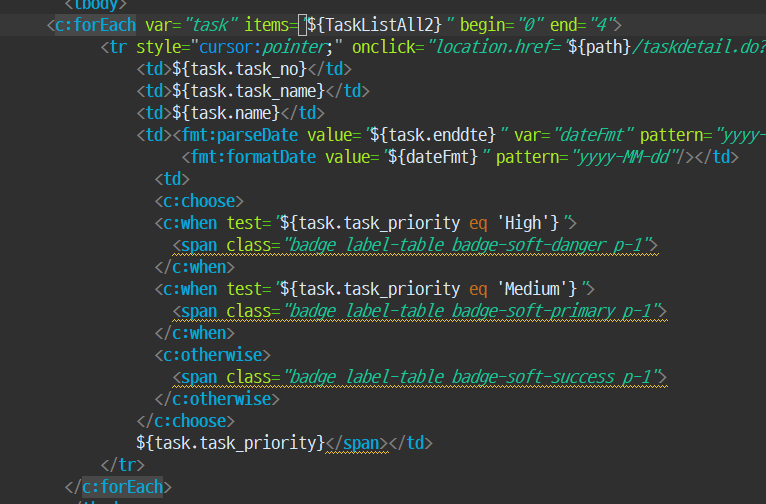 <tbody>
<c:forEach var="task" items="${TaskListAll2}" begin="0" end="4">
<tr style="cursor:pointer;" onclick="location.href='${path}/taskdetail.do?
<td>${task.task_no}</td>
<td>${task.task_name}</td>
<td>${task.name}</td>
<td><fmt:parseDate value="${task.enddte}" var="dateFmt" pattern="yyyy-
<fmt:formatDate value="${dateFmt}" pattern="yyyy-MM-dd"/></td>
<td>
<c:choose>
<c:when test="${task.task_priority eq 'High'}">
<span class="badge label-table badge-soft-danger p-1">
</c:when>
<c:when test="${task.task_priority eq 'Medium'}">
<span class="badge label-table badge-soft-primary p-1">
</c:when>
<c:otherwise>
<span class="badge label-table badge-soft-success p-1">
</c:otherwise>
</c:choose>
${task.task_priority}</span></td>
</tr>
</c:forEach>